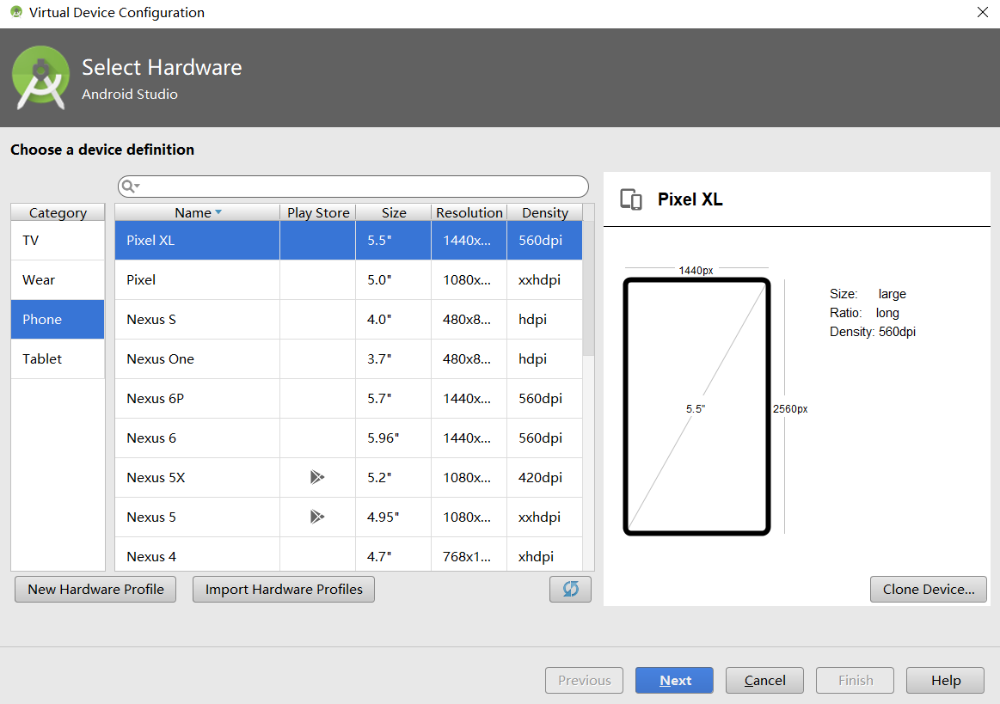 Virtual Device Configuration
Select Hardware
Android Studio
Choose a device definition
Category
TV
Wear
Phone
Tablet
Name Play Store Size Resolution Density
Pixel XL 5.5" 1440x... 560dpi
Pixel 5.0" 1080x... xxhdpi
Nexus S 4.0" 480x8... hdpi
Nexus One 3.7" 480x8... hdpi
Nexus 6P 5.7" 1440x... 560dpi
Nexus 6 5.96" 1440x... 560dpi
Nexus 5X 5.2" 1080x... 420dpi
Nexus 5 4.95" 1080x... xxhdpi
Nexus 4 4.7" 768x1... xhdpi
New Hardware Profile Import Hardware Profiles
Pixel XL
1440px
5.5"
2560px
Size: large
Ratio: long
Density: 560dpi
Clone Device...
Previous Next Cancel Finish Help